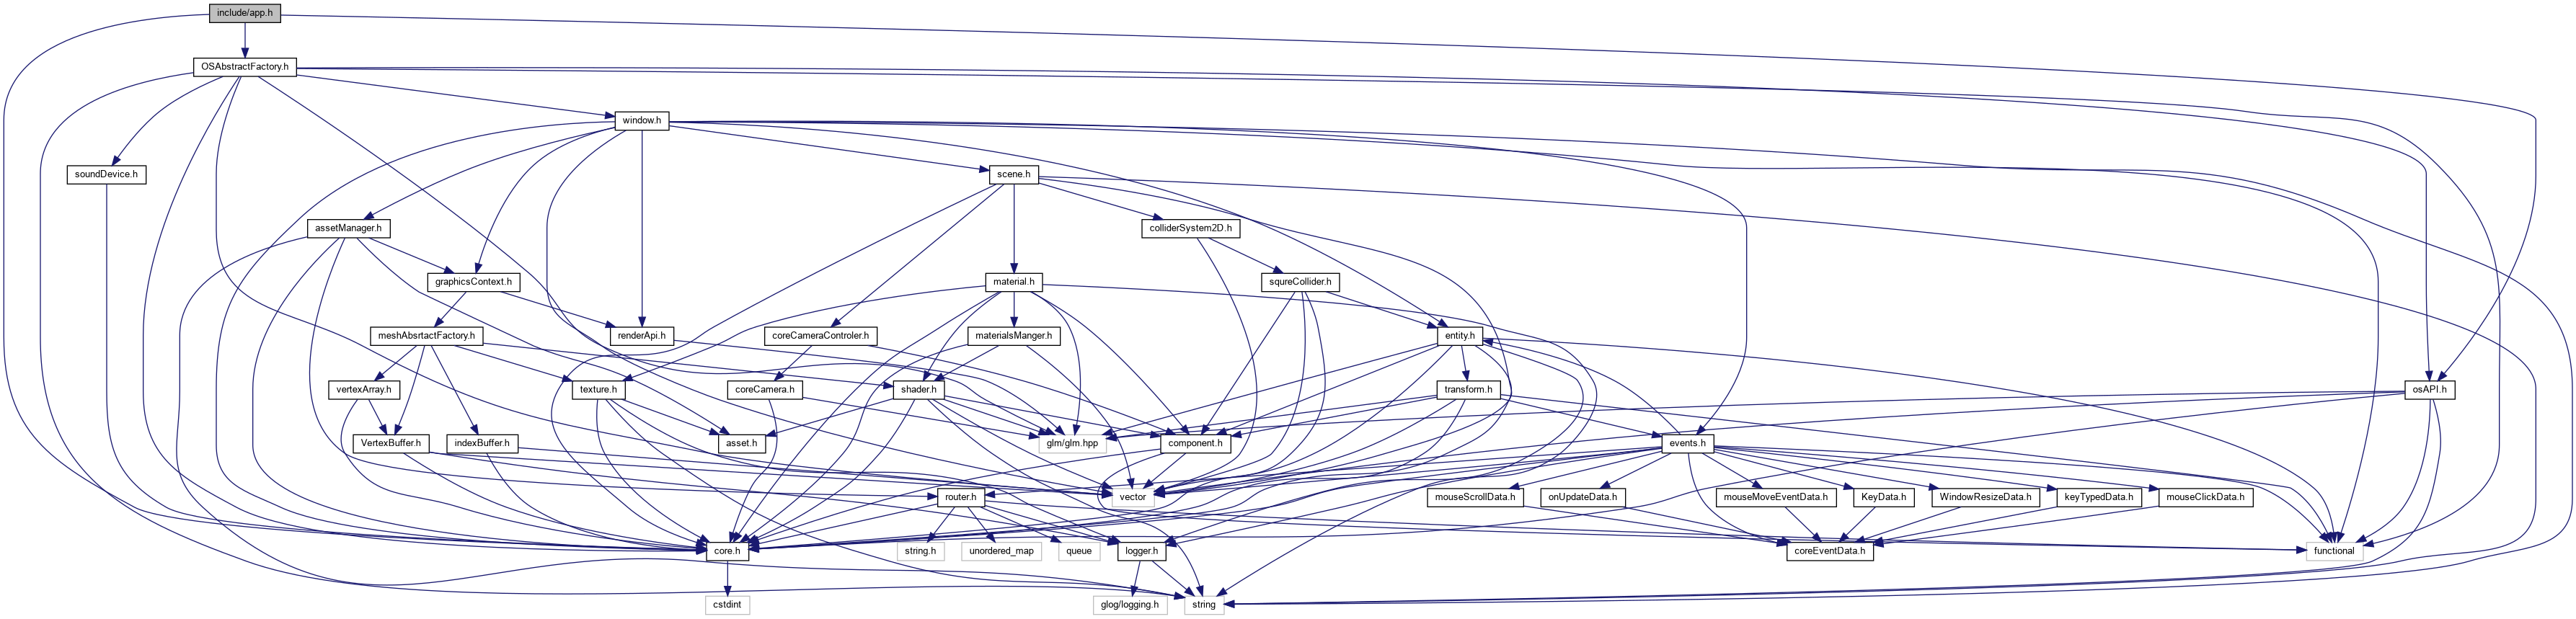 include/app.h
OSAbstractFactory.h
window.h
soundDevice.h
scene.h
assetManager.h
colliderSystem2D.h
graphicsContext.h
material.h
squreCollider.h
meshAbsrtactFactory.h
renderApi.h
coreCameraControler.h
materialsManger.h
entity.h
vertexArray.h
texture.h
coreCamera.h
shader.h
transform.h
osAPI.h
VertexBuffer.h
indexBuffer.h
asset.h
glm/glm.hpp
component.h
events.h
router.h
vector
mouseScrollData.h
onUpdateData.h
mouseMoveEventData.h
KeyData.h
WindowResizeData.h
keyTypedData.h
mouseClickData.h
core.h
string.h
unordered_map
queue
logger.h
coreEventData.h
functional
cstdint
glog/logging.h
string